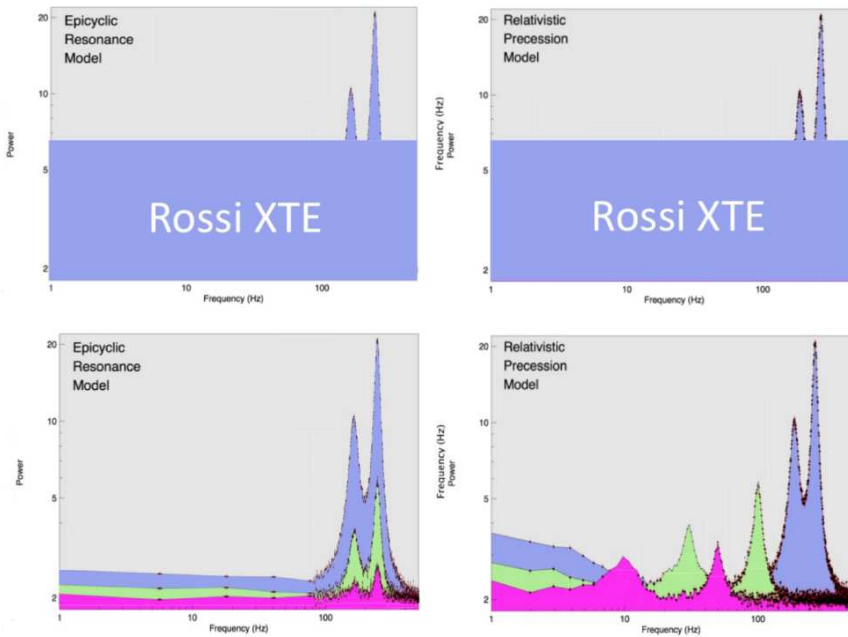 Epicyclic
Resonance
Model
20
10
5
2
Power
Rossi XTE
1
10
100
Frequency (Hz)
Relativistic
Precession
Model
20
10
5
2
Frequency (Hz)
Power
Rossi XTE
1
10
100
Frequency (Hz)
Epicyclic
Resonance
Model
20
10
5
2
Power
1
10
100
Frequency (Hz)
Relativistic
Precession
Model
20
10
5
2
Frequency (Hz)
Power
1
10
100
Frequency (Hz)